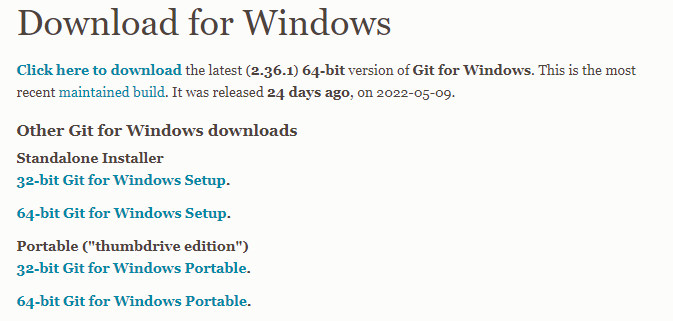 Download for Windows
Click here to download the latest (2.36.1) 64-bit version of Git for Windows. This is the most
recent maintained build. It was released 24 days ago, on 2022-05-09.
Other Git for Windows downloads
Standalone Installer
32-bit Git for Windows Setup.
64-bit Git for Windows Setup.
Portable ("thumbdrive edition")
32-bit Git for Windows Portable.
64-bit Git for Windows Portable.